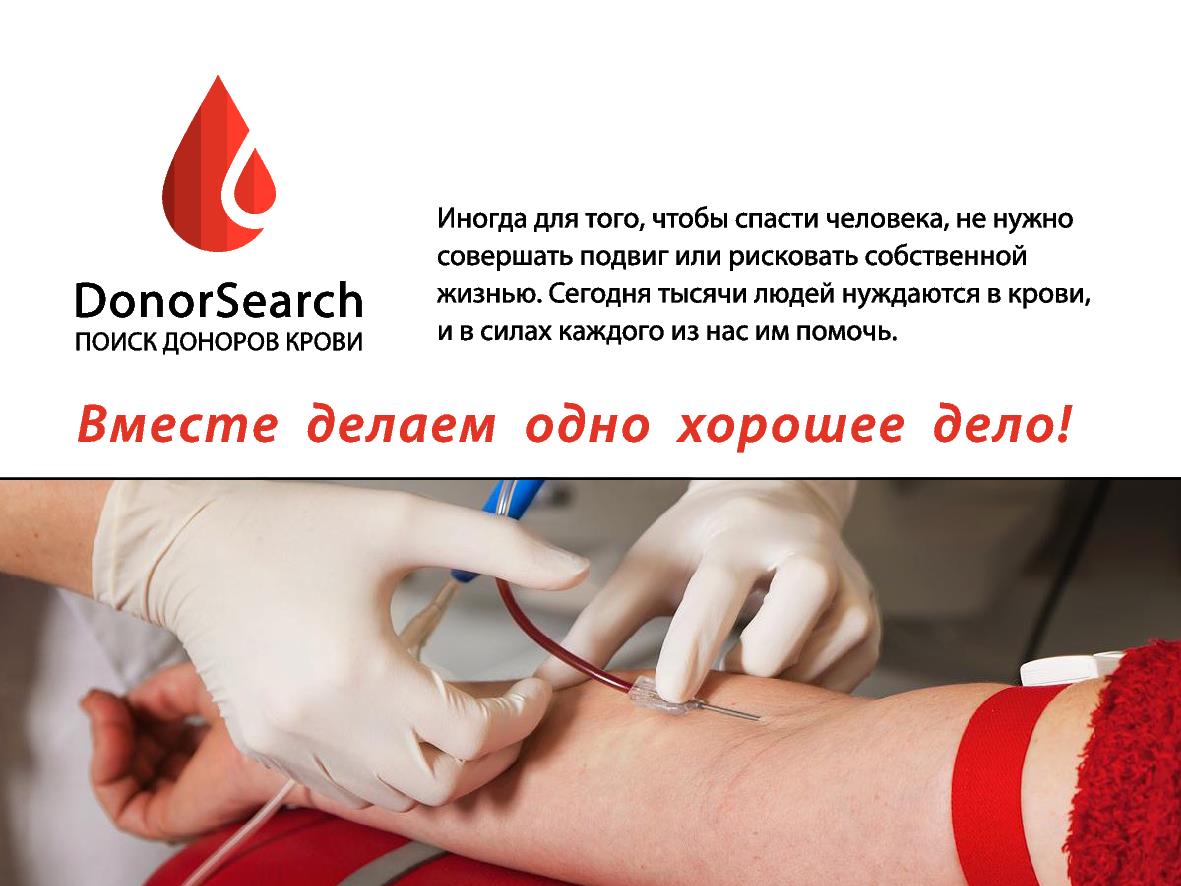 DonorSearch
ПОИСК ДОНОРОВ КРОВИ
Иногда для того, чтобы спасти человека, не нужно
совершать подвиг или рисковать собственной
жизнью. Сегодня тысячи людей нуждаются в крови,
и в силах каждого из нас им помочь.
Вместе делаем одно хорошее дело!